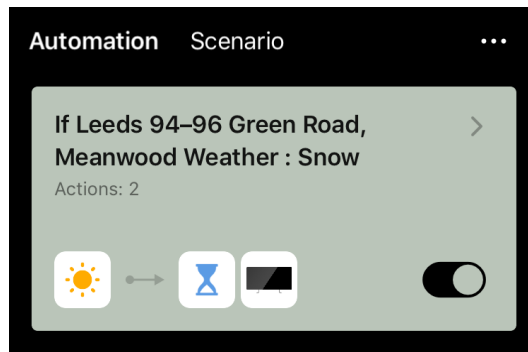 Automation Scenario
If Leeds 94–96 Green Road,
Meanwood Weather : Snow
Actions: 2